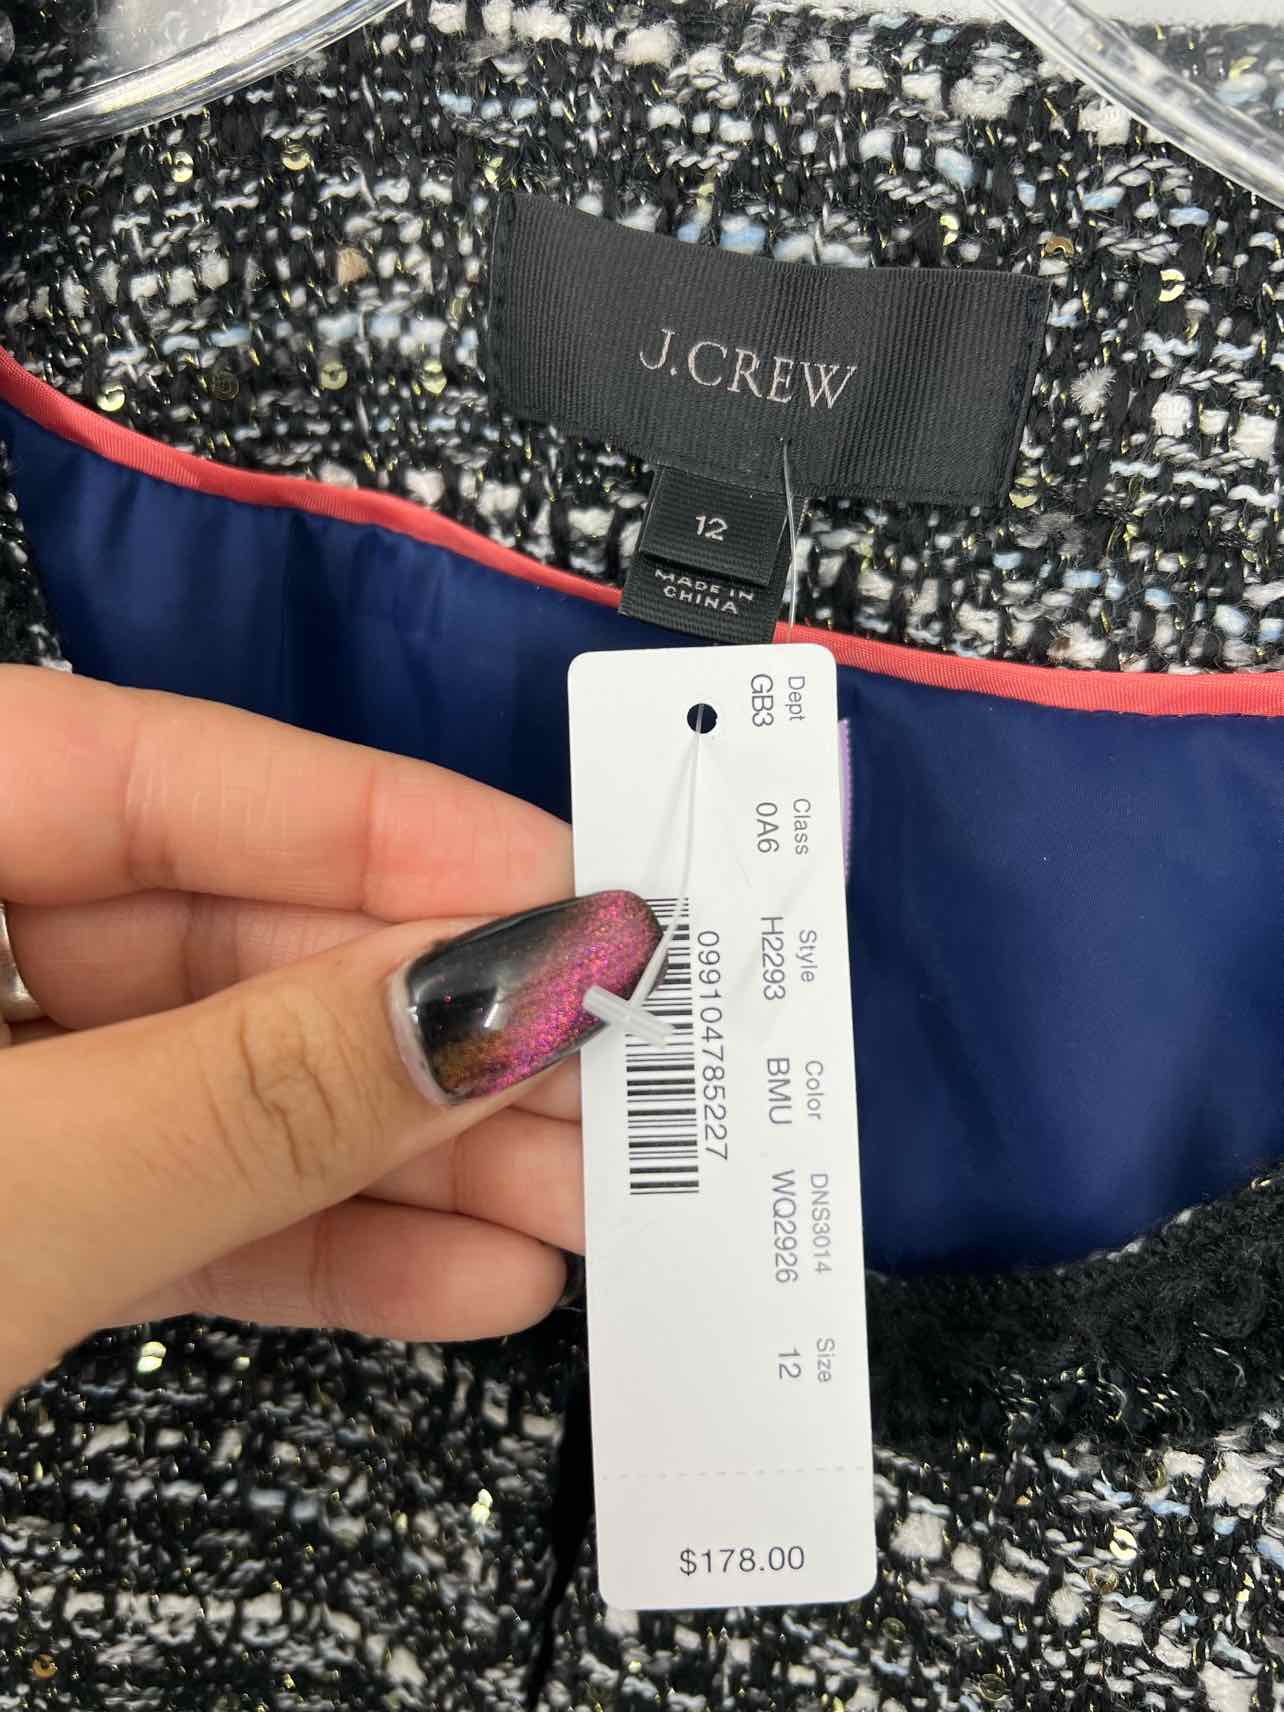 J.CREW
12
MADE IN
CHINA
Dept Class Style Color DNS3014 Size
GB3 0A6 H2293 BMU WQ2926 12
099104785227
$178.00